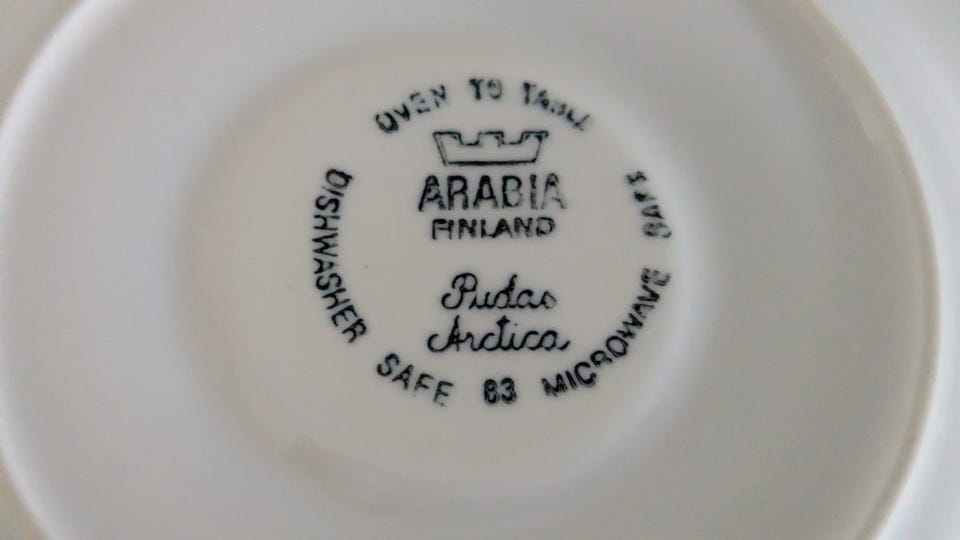 OVEN TO TABLE
ARABIA
FINLAND
Pudas
Arctica
DISHWASHER SAFE 83 MICROWAVE SAFE